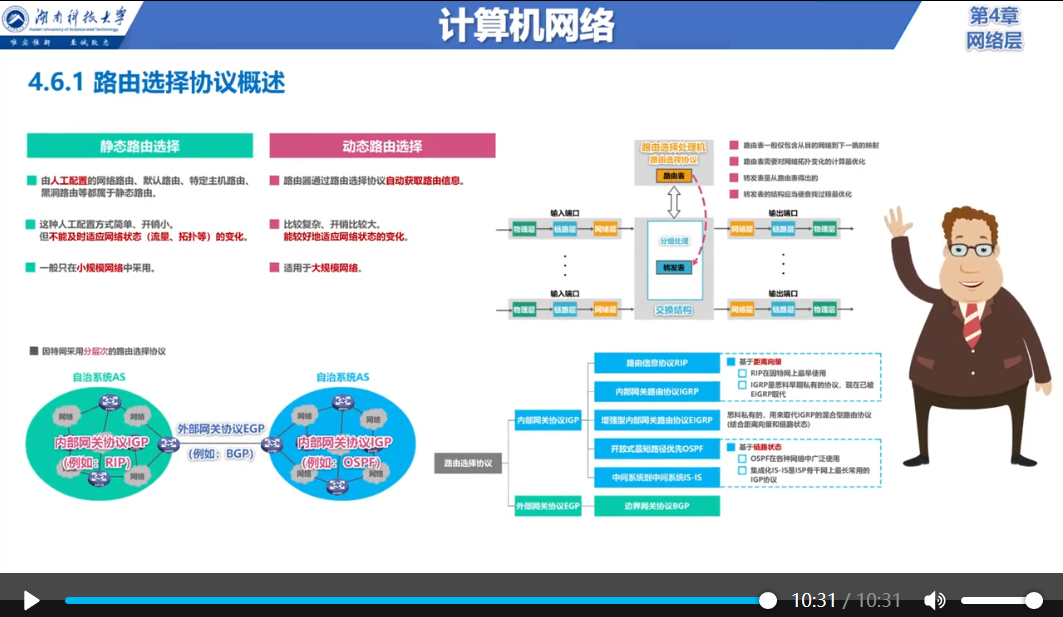 湖南科技大学
Hunan University of Science and Technology
唯实惟新 至诚致志
计算机网络
第4章
网络层
4.6.1 路由选择协议概述
静态路由选择
由人工配置的网络路由、默认路由、特定主机路由、
黑洞路由等都属于静态路由。
这种人工配置方式简单、开销小。
但不能及时适应网络状态（流量、拓扑等）的变化。
一般只在小规模网络中采用。
动态路由选择
路由器通过路由选择协议自动获取路由信息。
比较复杂、开销比较大。
能较好地适应网络状态的变化。
适用于大规模网络。
路由选择处理机
路由选择协议
路由表
路由表一般仅包含从目的网络到下一跳的映射
路由表需要对网络拓扑变化的计算最优化
转发表是从路由表得出的
转发表的结构应当使查找过程最优化
输入端口
物理层
链路层
网络层
分组处理
转发表
输出端口
网络层
链路层
物理层
输入端口
物理层
链路层
网络层
交换结构
输出端口
网络层
链路层
物理层
因特网采用分层次的路由选择协议
自治系统AS
网络
网络
内部网关协议IGP
(例如：RIP)
网络
网络
外部网关协议EGP
(例如：BGP)
自治系统AS
网络
网络
内部网关协议IGP
(例如：OSPF)
网络
网络
路由选择协议
内部网关协议IGP
路由信息协议RIP
内部网关路由协议IGRP
增强型内部网关路由协议EIGRP
开放式最短路径优先OSPF
中间系统到中间系统IS-IS
外部网关协议EGP
边界网关协议BGP
基于距离向量
RIP在因特网上最早使用
IGRP是思科早期私有的协议，现在已被
EIGRP取代
思科私有的，用来取代IGRP的混合型路由协议
(结合距离向量和链路状态)
基于链路状态
OSPF在各种网络中广泛使用
集成化IS-IS是ISP骨干网上最长常用的
IGP协议
10:31 / 10:31